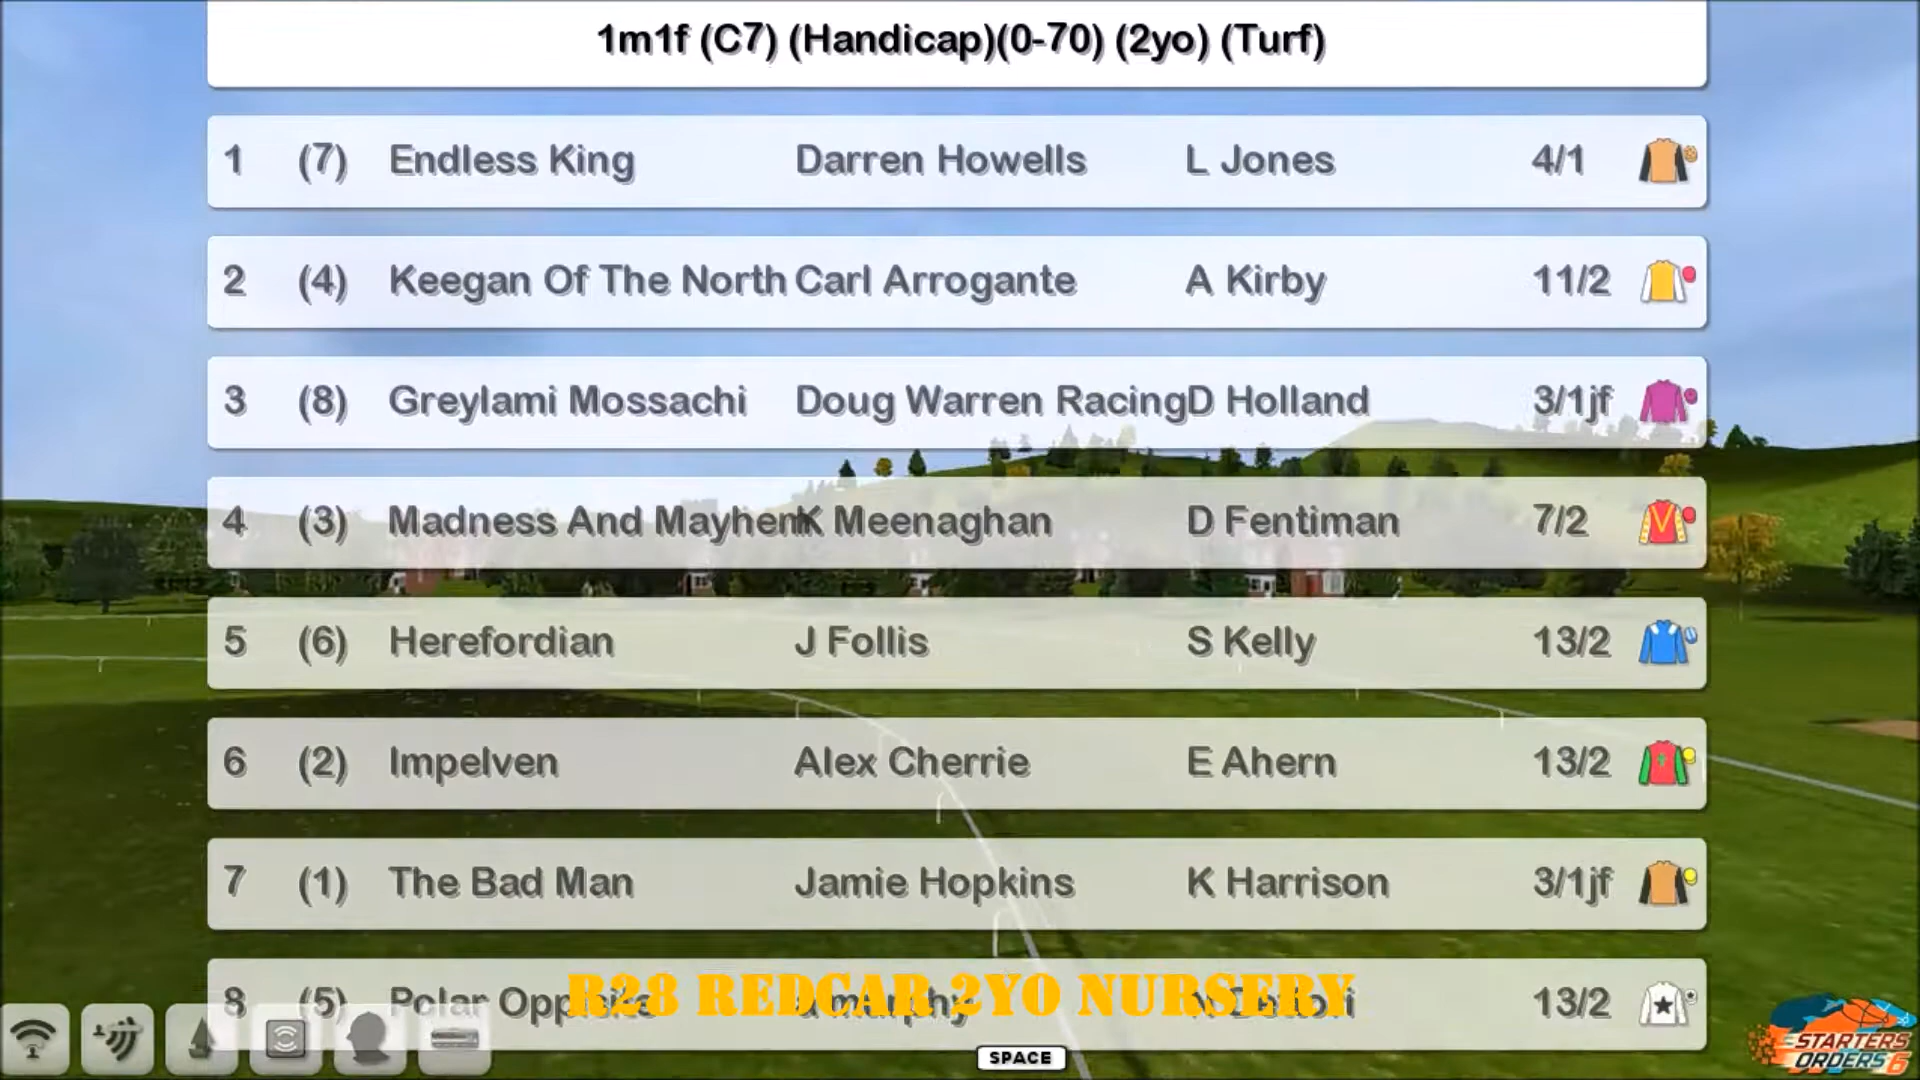 1m1f (C7) (Handicap)(0-70) (2yo) (Turf)
1 (7) Endless King Darren Howells L Jones 4/1
2 (4) Keegan Of The North Carl Arrogante A Kirby 11/2
3 (8) Greylami Mossachi Doug Warren Racing D Holland 3/1jf
4 (3) Madness And Mayhem K Meenaghan D Fentiman 7/2
5 (6) Herefordian J Follis S Kelly 13/2
6 (2) Impelven Alex Cherrie E Ahern 13/2
7 (1) The Bad Man Jamie Hopkins K Harrison 3/1jf
8 (5) Polar Opposite murphy Dettori 13/2
R28 REDCAR 2YO NURSERY
SPACE
STARTERS
ORDERS 6